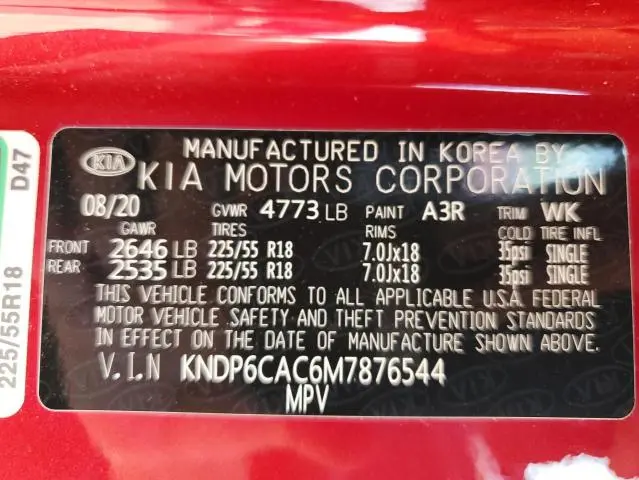 D47
225/55R18
KIA
MANUFACTURED IN KOREA BY
KIA MOTORS CORPORATION
08/20 GVWR 4773 LB PAINT A3R TRIM WK
GAWR TIRES RIMS COLD TIRE INFL
FRONT 2646 LB 225/55 R18 7.0Jx18 35psi SINGLE
REAR 2535 LB 225/55 R18 7.0Jx18 35psi SINGLE
THIS VEHICLE CONFORMS TO ALL APPLICABLE U.S.A. FEDERAL
MOTOR VEHICLE SAFETY AND THEFT PREVENTION STANDARDS
IN EFFECT ON THE DATE OF MANUFACTURE SHOWN ABOVE.
V.I.N KNDP6CAC6M7876544
MPV